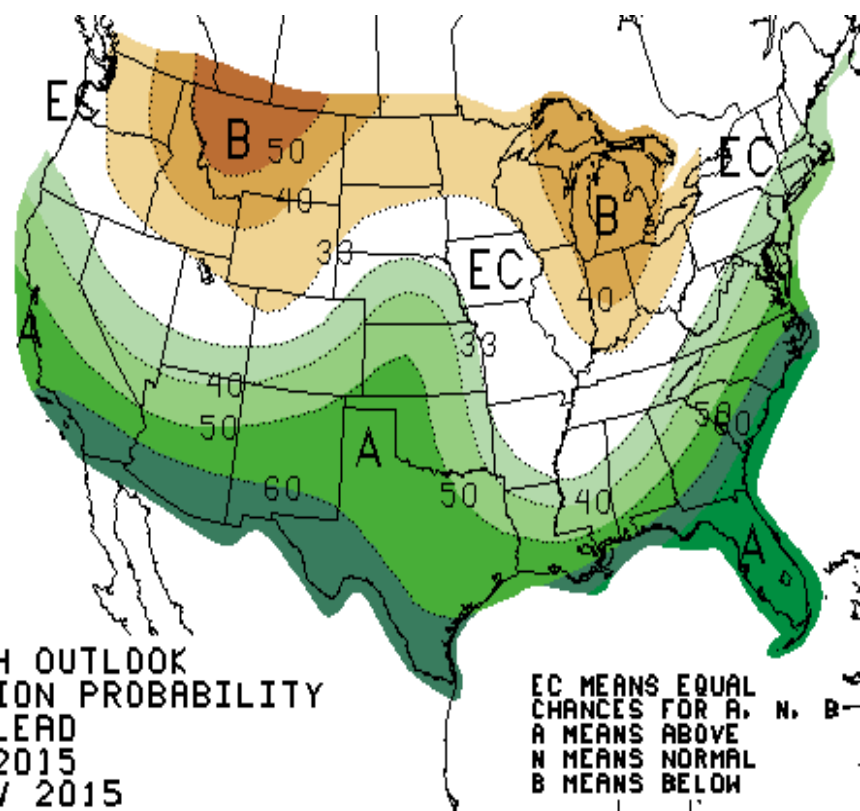 EC
B
50
EC
40
B
33
EC
40
A
33
40
50
50
60
A
60
50
40
A
H OUTLOOK
ION PROBABILITY
LEAD
2015
V 2015
EC MEANS EQUAL
CHANCES FOR A, N, B
A MEANS ABOVE
N MEANS NORMAL
B MEANS BELOW